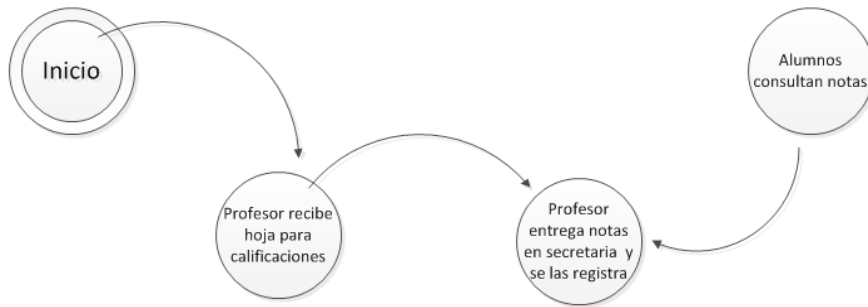 Inicio
Profesor recibe
hoja para
calificaciones
Profesor
entrega notas
en secretaria y
se las registra
Alumnos
consultan notas